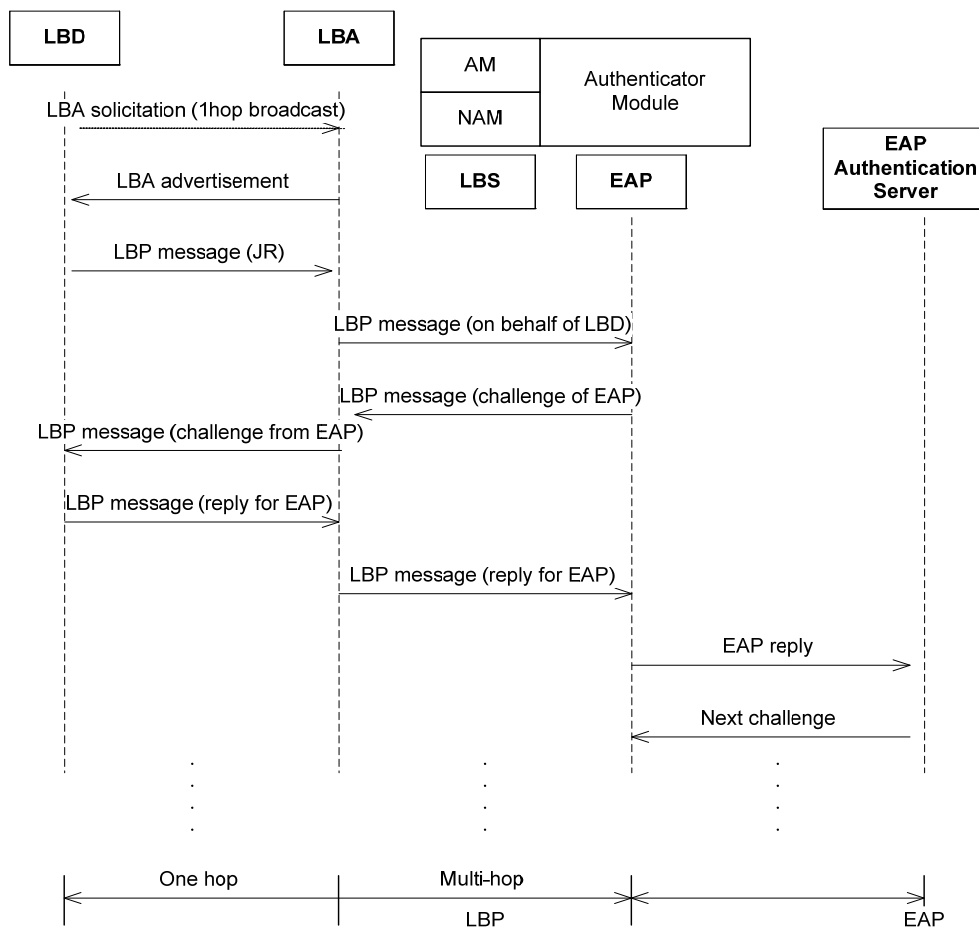 LBD
LBA
AM
NAM
Authenticator
Module
LBS
EAP
EAP
Authentication
Server
LBA solicitation (1hop broadcast)
LBA advertisement
LBP message (JR)
LBP message (on behalf of LBD)
LBP message (challenge of EAP)
LBP message (challenge from EAP)
LBP message (reply for EAP)
LBP message (reply for EAP)
EAP reply
Next challenge
One hop
Multi-hop
LBP
EAP